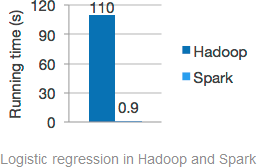 Running time (s)
120
90
60
30
0
110
0.9
Hadoop
Spark
Logistic regression in Hadoop and Spark